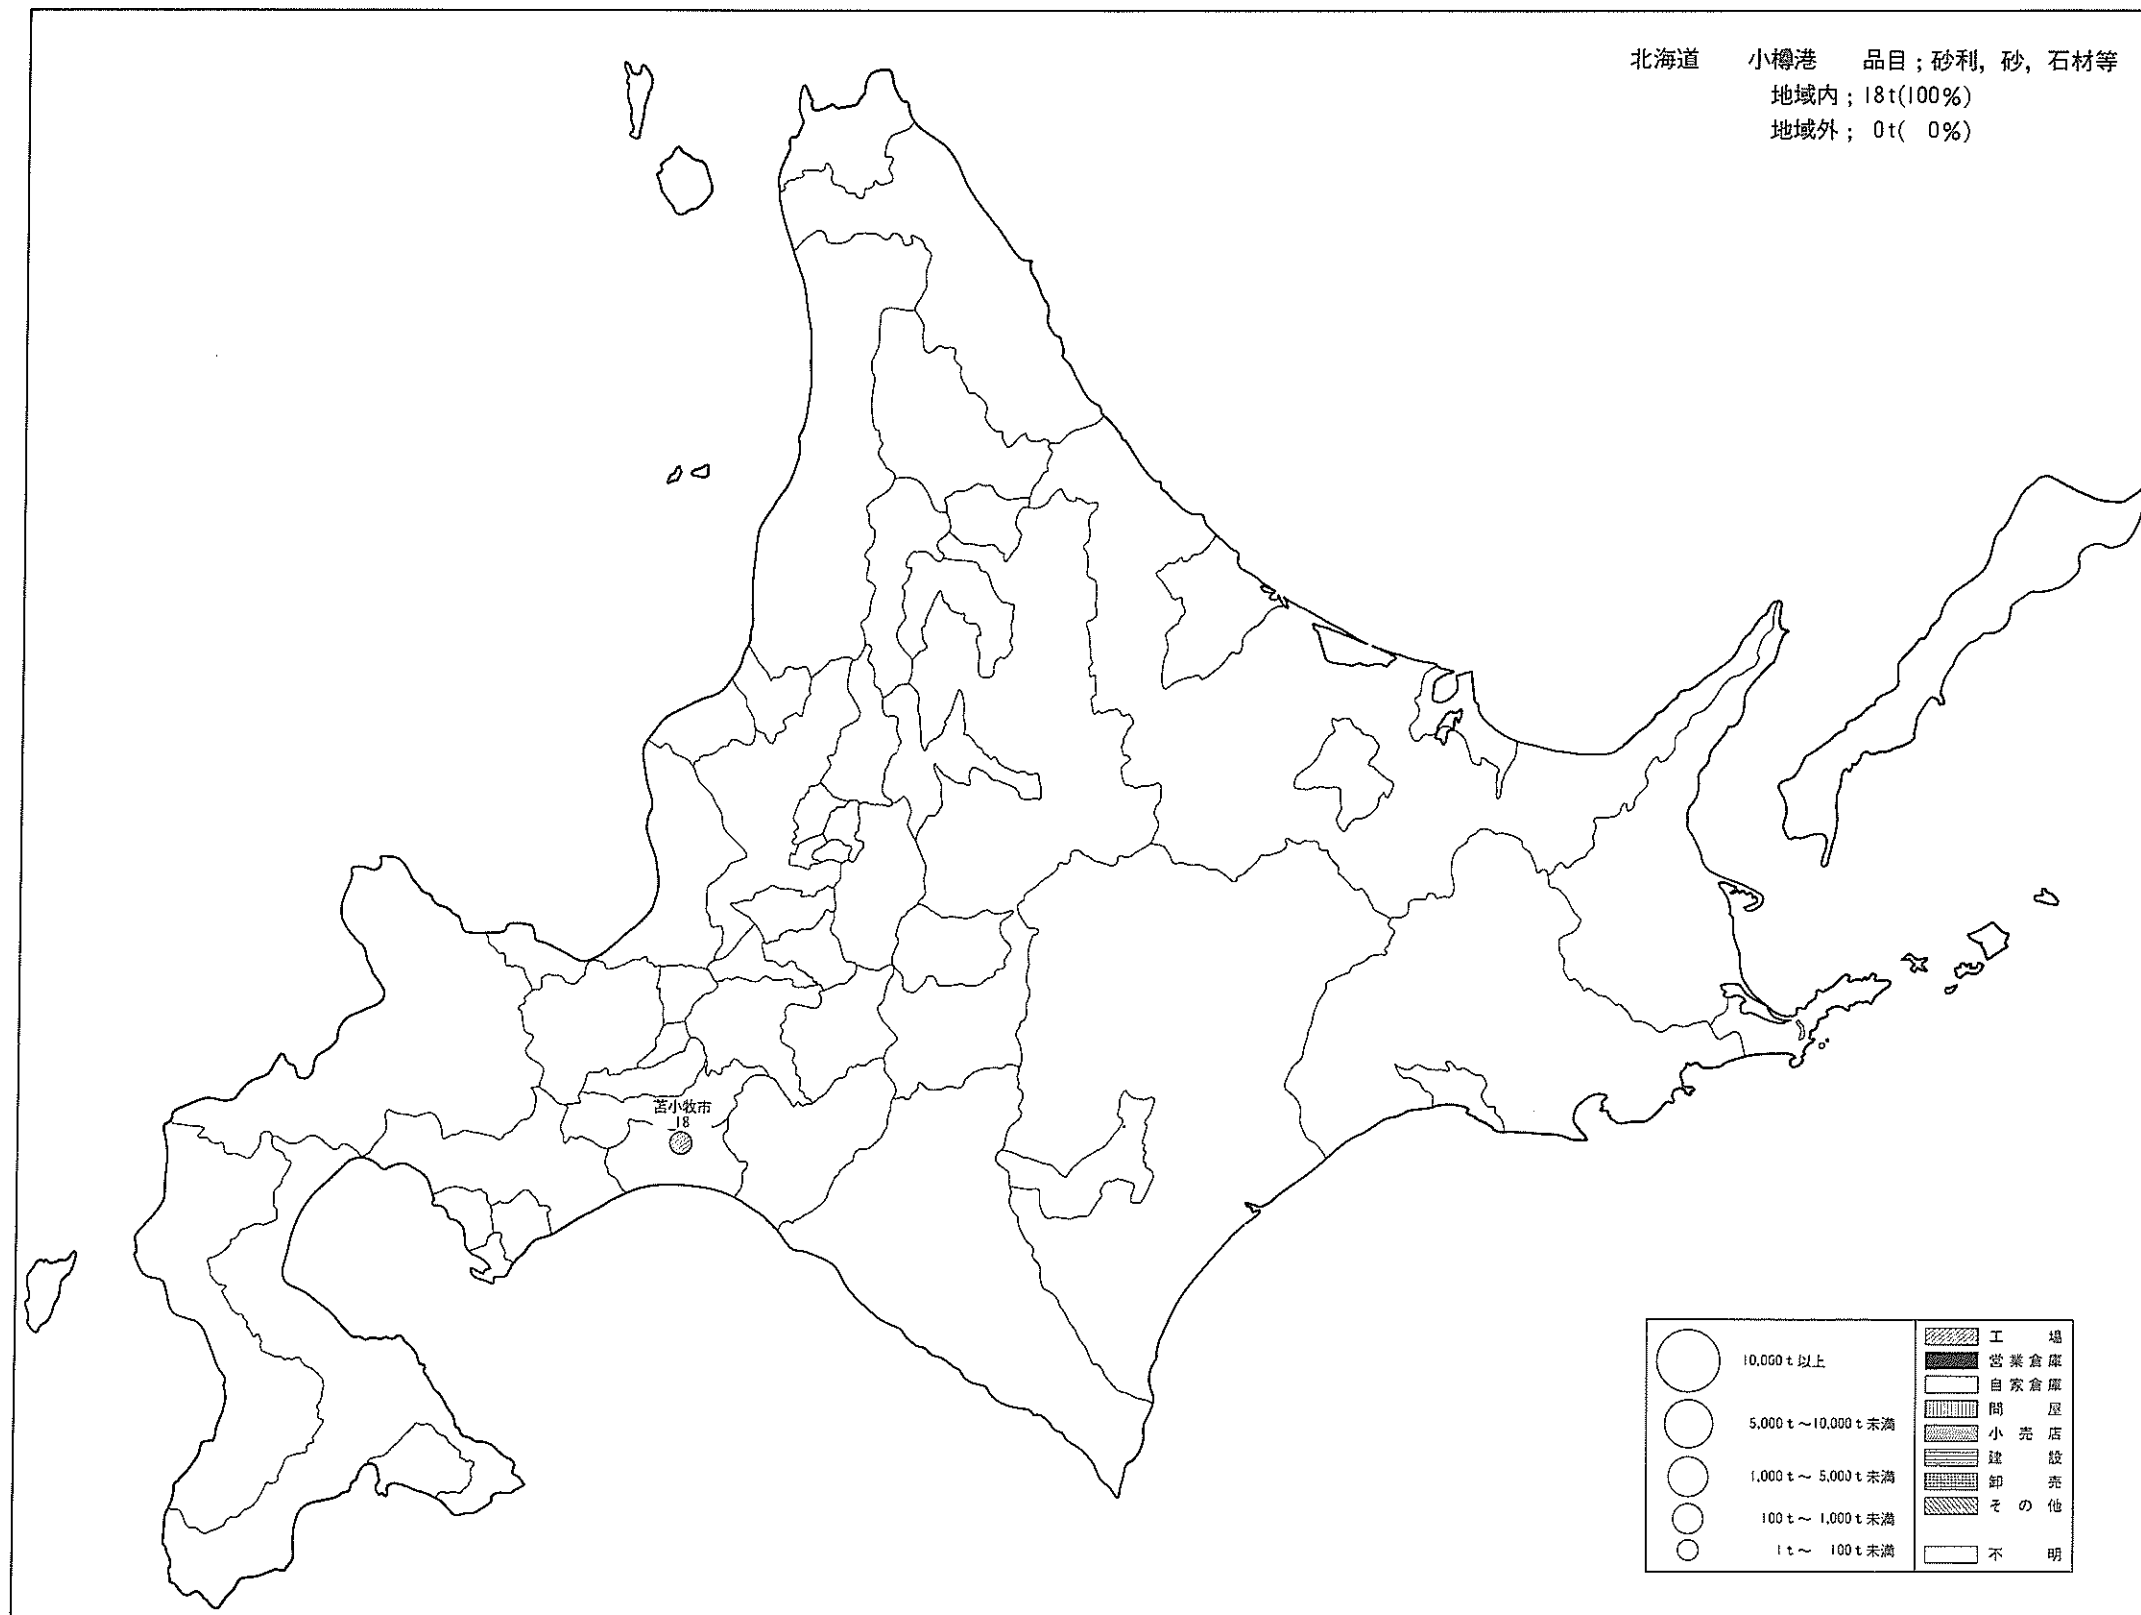 北海道 小樽港 品目;砂利,砂,石材等
地域内;18t(100%)
地域外; 0t( 0%)
苫小牧市
18
10,000t以上
5,000t〜10,000t未満
1,000t〜5,000t未満
100t〜1,000t未満
1t〜 100t未満
工場
営業倉庫
自家倉庫
問屋
小売店
建設
卸売
その他
不明